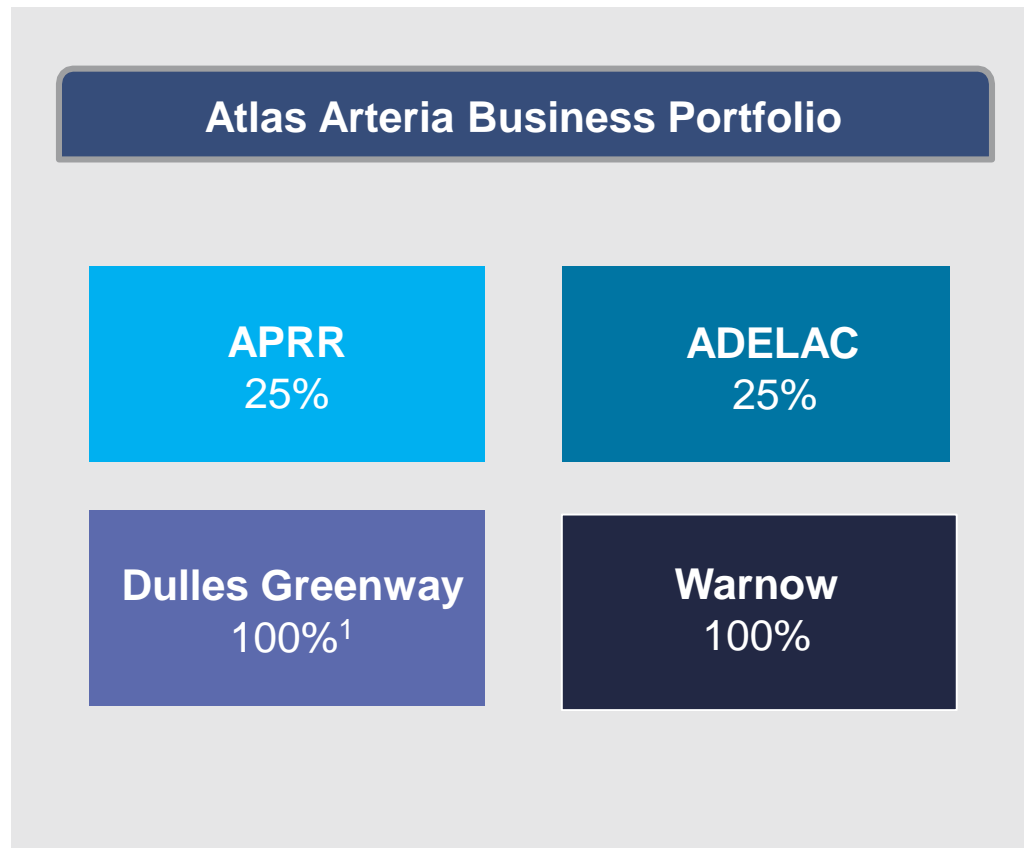 Atlas Arteria Business Portfolio
APRR
25%
ADELAC
25%
Dulles Greenway
100%¹
Warnow
100%